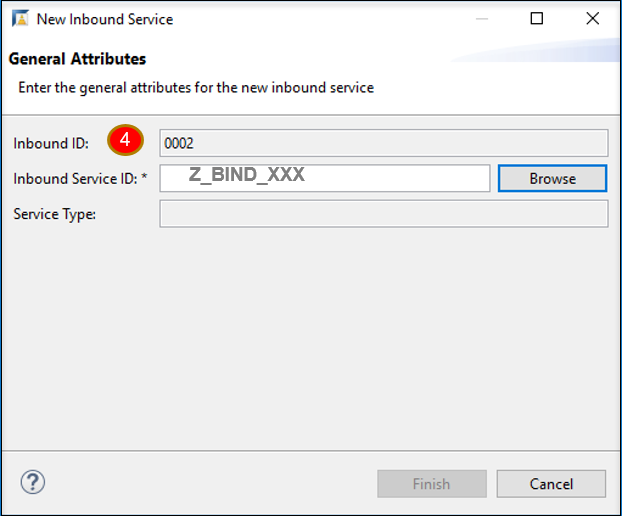 New Inbound Service
General Attributes
Enter the general attributes for the new inbound service
Inbound ID: 4 0002
Inbound Service ID: * Z_BIND_XXX Browse
Service Type:
? Finish Cancel